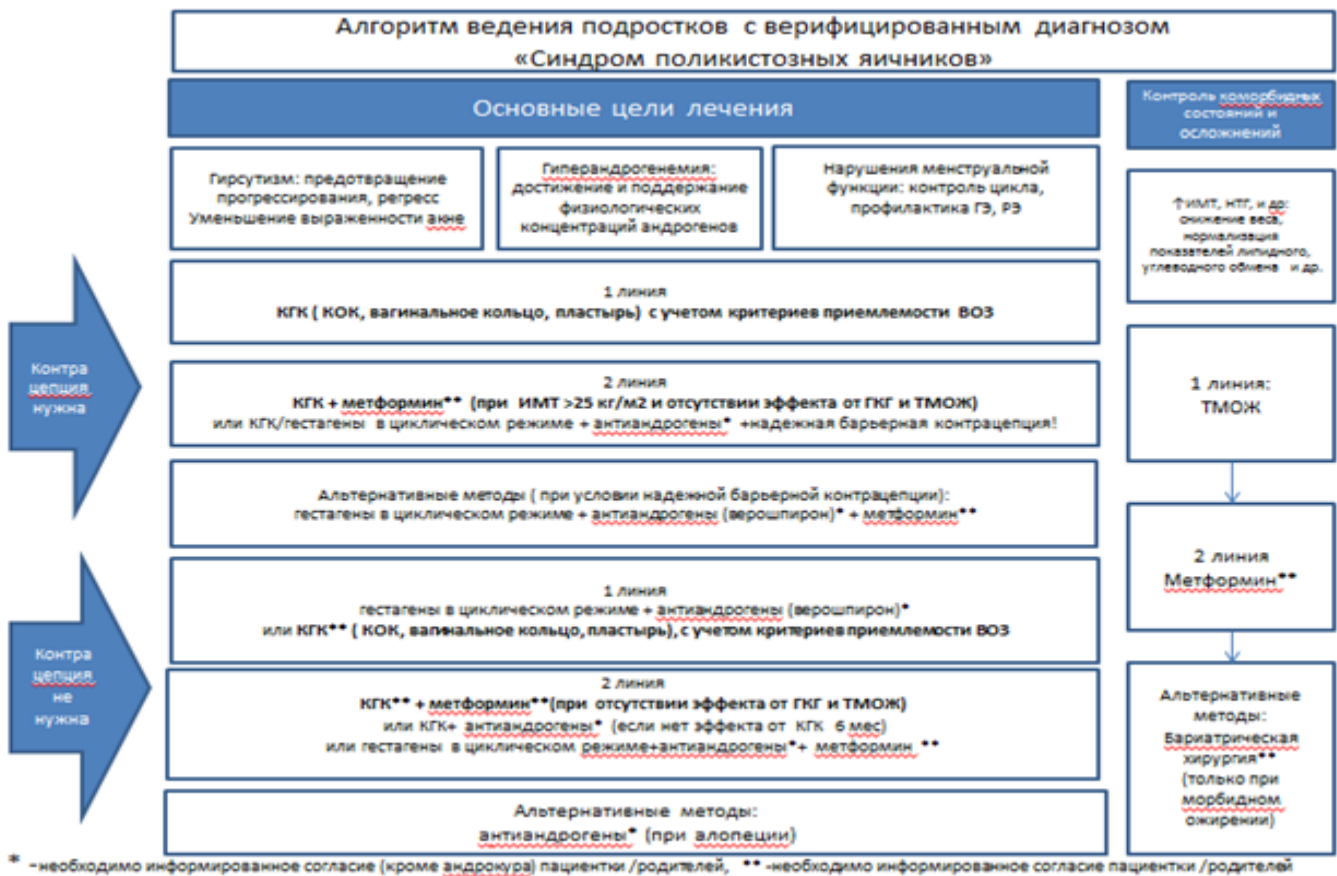 Алгоритм ведения подростков с верифицированным диагнозом
«Синдром поликистозных яичников»
Основные цели лечения
Контроль коморбидных
состояний и
осложнений
Гирсутизм: предотвращение
прогрессирования, регресс
Уменьшение выраженности акне
Гиперандрогенемия:
достижение и поддержание
физиологических
концентраций андрогенов
Нарушения менструальной
функции: контроль цикла,
профилактика ГЭ, РЭ
↑ИМТ, НТГ, и др:
снижение веса,
нормализация
показателей липидного,
углеводного обмена и др.
Контра
цепция
нужна
1 линия
КГК ( КОК, вагинальное кольцо, пластырь) с учетом критериев приемлемости ВОЗ
2 линия
КГК + метформин** (при ИМТ >25 кг/м2 и отсутствии эффекта от ГКГ и ТМОЖ)
или КГК/гестагены в циклическом режиме + антиандрогены* +надежная барьерная контрацепция!
Альтернативные методы ( при условии надежной барьерной контрацепции):
гестагены в циклическом режиме + антиандрогены (верошпирон)* + метформин**
Контра
цепция
не
нужна
1 линия
гестагены в циклическом режиме + антиандрогены (верошпирон)*
или КГК** ( КОК, вагинальное кольцо, пластырь), с учетом критериев приемлемости ВОЗ
2 линия
КГК** + метформин**(при отсутствии эффекта от ГКГ и ТМОЖ)
или КГК+ антиандрогены* (если нет эффекта от КГК 6 мес)
или гестагены в циклическом режиме+антиандрогены*+ метформин **
Альтернативные методы:
антиандрогены* (при алопеции)
1 линия:
ТМОЖ
2 линия
Метформин**
Альтернативные
методы:
Бариатрическая
хирургия**
(только при
морбидном
ожирении)
* –необходимо информированное согласие (кроме андрокура) пациентки /родителей, ** -необходимо информированное согласие пациентки /родителей